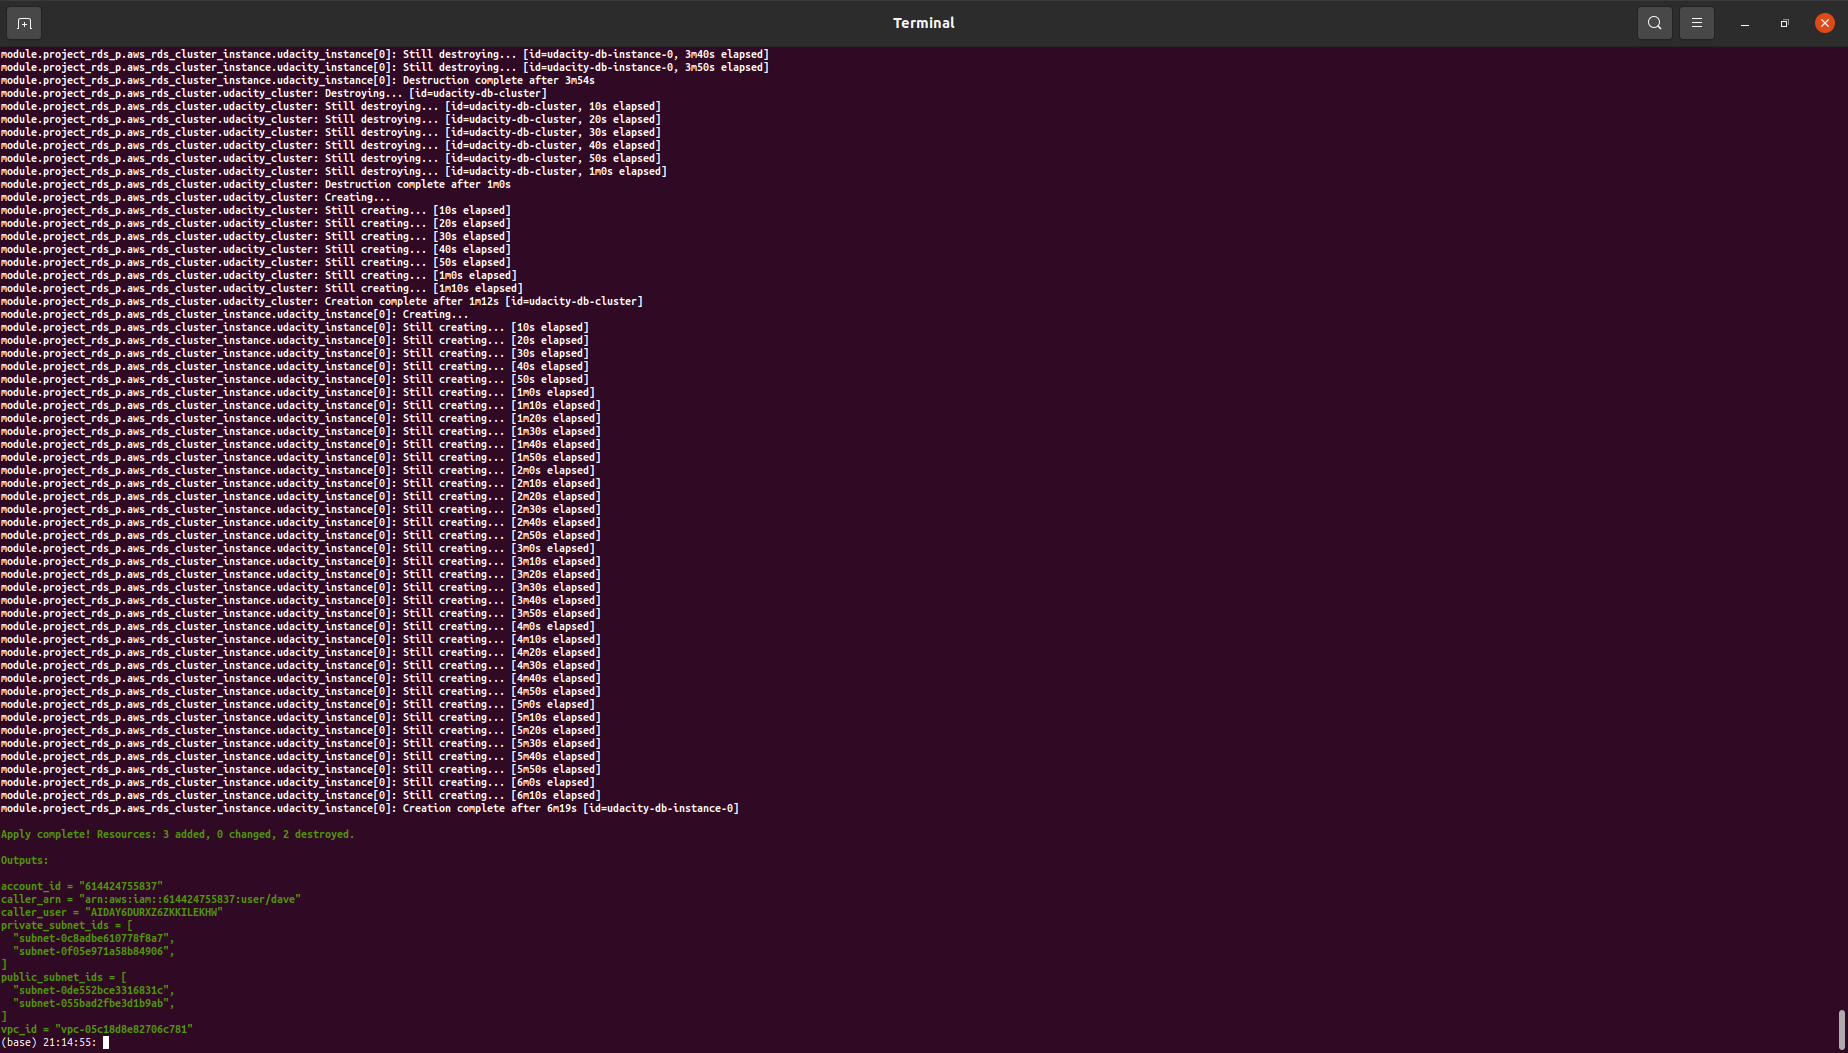 Terminal
module.project_rds_p.aws_rds_cluster_instance.udacity_instance[0]: Still destroying... [id=udacity-db-instance-0, 3m40s elapsed]
module.project_rds_p.aws_rds_cluster_instance.udacity_instance[0]: Still destroying... [id=udacity-db-instance-0, 3m50s elapsed]
module.project_rds_p.aws_rds_cluster_instance.udacity_instance[0]: Destruction complete after 3m54s
module.project_rds_p.aws_rds_cluster.udacity_cluster: Destroying... [id=udacity-db-cluster]
module.project_rds_p.aws_rds_cluster.udacity_cluster: Still destroying... [id=udacity-db-cluster, 10s elapsed]
module.project_rds_p.aws_rds_cluster.udacity_cluster: Still destroying... [id=udacity-db-cluster, 20s elapsed]
module.project_rds_p.aws_rds_cluster.udacity_cluster: Still destroying... [id=udacity-db-cluster, 30s elapsed]
module.project_rds_p.aws_rds_cluster.udacity_cluster: Still destroying... [id=udacity-db-cluster, 40s elapsed]
module.project_rds_p.aws_rds_cluster.udacity_cluster: Still destroying... [id=udacity-db-cluster, 50s elapsed]
module.project_rds_p.aws_rds_cluster.udacity_cluster: Still destroying... [id=udacity-db-cluster, 1m0s elapsed]
module.project_rds_p.aws_rds_cluster.udacity_cluster: Destruction complete after 1m0s
module.project_rds_p.aws_rds_cluster.udacity_cluster: Creating...
module.project_rds_p.aws_rds_cluster.udacity_cluster: Still creating... [10s elapsed]
module.project_rds_p.aws_rds_cluster.udacity_cluster: Still creating... [20s elapsed]
module.project_rds_p.aws_rds_cluster.udacity_cluster: Still creating... [30s elapsed]
module.project_rds_p.aws_rds_cluster.udacity_cluster: Still creating... [40s elapsed]
module.project_rds_p.aws_rds_cluster.udacity_cluster: Still creating... [50s elapsed]
module.project_rds_p.aws_rds_cluster.udacity_cluster: Still creating... [1m0s elapsed]
module.project_rds_p.aws_rds_cluster.udacity_cluster: Still creating... [1m10s elapsed]
module.project_rds_p.aws_rds_cluster.udacity_cluster: Creation complete after 1m12s [id=udacity-db-cluster]
module.project_rds_p.aws_rds_cluster_instance.udacity_instance[0]: Creating...
module.project_rds_p.aws_rds_cluster_instance.udacity_instance[0]: Still creating... [10s elapsed]
module.project_rds_p.aws_rds_cluster_instance.udacity_instance[0]: Still creating... [20s elapsed]
module.project_rds_p.aws_rds_cluster_instance.udacity_instance[0]: Still creating... [30s elapsed]
module.project_rds_p.aws_rds_cluster_instance.udacity_instance[0]: Still creating... [40s elapsed]
module.project_rds_p.aws_rds_cluster_instance.udacity_instance[0]: Still creating... [50s elapsed]
module.project_rds_p.aws_rds_cluster_instance.udacity_instance[0]: Still creating... [1m0s elapsed]
module.project_rds_p.aws_rds_cluster_instance.udacity_instance[0]: Still creating... [1m10s elapsed]
module.project_rds_p.aws_rds_cluster_instance.udacity_instance[0]: Still creating... [1m20s elapsed]
module.project_rds_p.aws_rds_cluster_instance.udacity_instance[0]: Still creating... [1m30s elapsed]
module.project_rds_p.aws_rds_cluster_instance.udacity_instance[0]: Still creating... [1m40s elapsed]
module.project_rds_p.aws_rds_cluster_instance.udacity_instance[0]: Still creating... [1m50s elapsed]
module.project_rds_p.aws_rds_cluster_instance.udacity_instance[0]: Still creating... [2m0s elapsed]
module.project_rds_p.aws_rds_cluster_instance.udacity_instance[0]: Still creating... [2m10s elapsed]
module.project_rds_p.aws_rds_cluster_instance.udacity_instance[0]: Still creating... [2m20s elapsed]
module.project_rds_p.aws_rds_cluster_instance.udacity_instance[0]: Still creating... [2m30s elapsed]
module.project_rds_p.aws_rds_cluster_instance.udacity_instance[0]: Still creating... [2m40s elapsed]
module.project_rds_p.aws_rds_cluster_instance.udacity_instance[0]: Still creating... [2m50s elapsed]
module.project_rds_p.aws_rds_cluster_instance.udacity_instance[0]: Still creating... [3m0s elapsed]
module.project_rds_p.aws_rds_cluster_instance.udacity_instance[0]: Still creating... [3m10s elapsed]
module.project_rds_p.aws_rds_cluster_instance.udacity_instance[0]: Still creating... [3m20s elapsed]
module.project_rds_p.aws_rds_cluster_instance.udacity_instance[0]: Still creating... [3m30s elapsed]
module.project_rds_p.aws_rds_cluster_instance.udacity_instance[0]: Still creating... [3m40s elapsed]
module.project_rds_p.aws_rds_cluster_instance.udacity_instance[0]: Still creating... [3m50s elapsed]
module.project_rds_p.aws_rds_cluster_instance.udacity_instance[0]: Still creating... [4m0s elapsed]
module.project_rds_p.aws_rds_cluster_instance.udacity_instance[0]: Still creating... [4m10s elapsed]
module.project_rds_p.aws_rds_cluster_instance.udacity_instance[0]: Still creating... [4m20s elapsed]
module.project_rds_p.aws_rds_cluster_instance.udacity_instance[0]: Still creating... [4m30s elapsed]
module.project_rds_p.aws_rds_cluster_instance.udacity_instance[0]: Still creating... [4m40s elapsed]
module.project_rds_p.aws_rds_cluster_instance.udacity_instance[0]: Still creating... [4m50s elapsed]
module.project_rds_p.aws_rds_cluster_instance.udacity_instance[0]: Still creating... [5m0s elapsed]
module.project_rds_p.aws_rds_cluster_instance.udacity_instance[0]: Still creating... [5m10s elapsed]
module.project_rds_p.aws_rds_cluster_instance.udacity_instance[0]: Still creating... [5m20s elapsed]
module.project_rds_p.aws_rds_cluster_instance.udacity_instance[0]: Still creating... [5m30s elapsed]
module.project_rds_p.aws_rds_cluster_instance.udacity_instance[0]: Still creating... [5m40s elapsed]
module.project_rds_p.aws_rds_cluster_instance.udacity_instance[0]: Still creating... [5m50s elapsed]
module.project_rds_p.aws_rds_cluster_instance.udacity_instance[0]: Still creating... [6m0s elapsed]
module.project_rds_p.aws_rds_cluster_instance.udacity_instance[0]: Still creating... [6m10s elapsed]
module.project_rds_p.aws_rds_cluster_instance.udacity_instance[0]: Creation complete after 6m19s [id=udacity-db-instance-0]
Apply complete! Resources: 3 added, 0 changed, 2 destroyed.
Outputs:
account_id = "614424755837"
caller_arn = "arn:aws:iam::614424755837:user/dave"
caller_user = "AIDAY6DURXZ6ZKKILEKHW"
private_subnet_ids = [
"subnet-0c8adbe610778f8a7",
"subnet-0f05e971a58b84906",
]
public_subnet_ids = [
"subnet-0de552bce3316831c",
"subnet-055bad2fbe3d1b9ab",
]
vpc_id = "vpc-05c18d8e82706c781"
(base) 21:14:55: